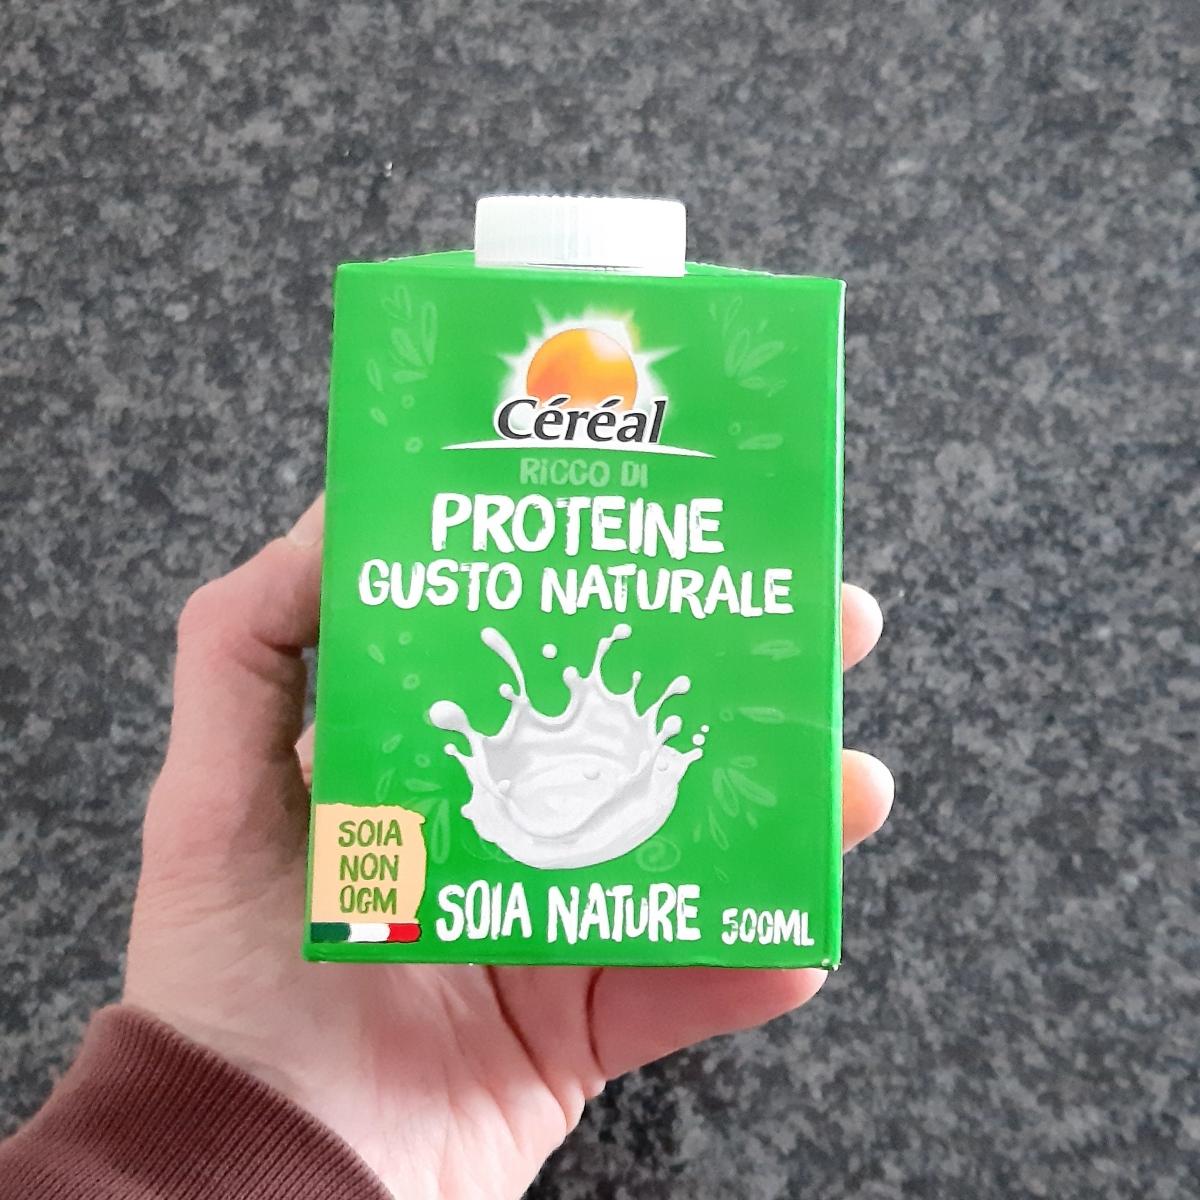 Céréal
RICCO DI
PROTEINE
GUSTO NATURALE
SOIA
NON
OGM
SOIA NATURE 500ML